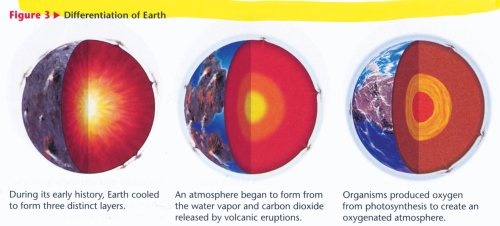 Figure 3 ▶ Differentiation of Earth
During its early history, Earth cooled
to form three distinct layers.
An atmosphere began to form from
the water vapor and carbon dioxide
released by volcanic eruptions.
Organisms produced oxygen
from photosynthesis to create an
oxygenated atmosphere.